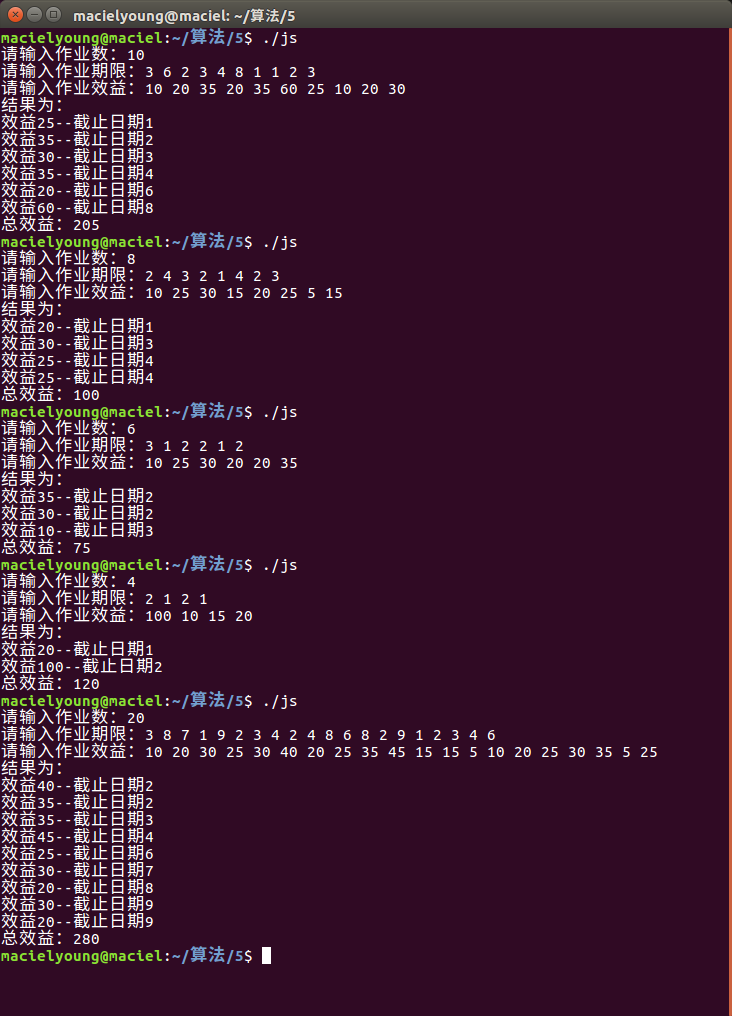 macielyoung@maciel: ~/算法/5
macielyoung@maciel:~/算法/5$ ./js
请输入作业数：10
请输入作业期限：3 6 2 3 4 8 1 1 2 3
请输入作业效益：10 20 35 20 35 60 25 10 20 30
结果为：
效益25--截止日期1
效益35--截止日期2
效益30--截止日期3
效益35--截止日期4
效益20--截止日期6
效益60--截止日期8
总效益：205
macielyoung@maciel:~/算法/5$ ./js
请输入作业数：8
请输入作业期限：2 4 3 2 1 4 2 3
请输入作业效益：10 25 30 15 20 25 5 15
结果为：
效益20--截止日期1
效益30--截止日期3
效益25--截止日期4
效益25--截止日期4
总效益：100
macielyoung@maciel:~/算法/5$ ./js
请输入作业数：6
请输入作业期限：3 1 2 2 1 2
请输入作业效益：10 25 30 20 20 35
结果为：
效益35--截止日期2
效益30--截止日期2
效益10--截止日期3
总效益：75
macielyoung@maciel:~/算法/5$ ./js
请输入作业数：4
请输入作业期限：2 1 2 1
请输入作业效益：100 10 15 20
结果为：
效益20--截止日期1
效益100--截止日期2
总效益：120
macielyoung@maciel:~/算法/5$ ./js
请输入作业数：20
请输入作业期限：3 8 7 1 9 2 3 4 2 4 8 6 8 2 9 1 2 3 4 6
请输入作业效益：10 20 30 25 30 40 20 25 35 45 15 15 5 10 20 25 30 35 5 25
结果为：
效益40--截止日期2
效益35--截止日期2
效益35--截止日期3
效益45--截止日期4
效益25--截止日期6
效益30--截止日期7
效益20--截止日期8
效益30--截止日期9
效益20--截止日期9
总效益：280
macielyoung@maciel:~/算法/5$